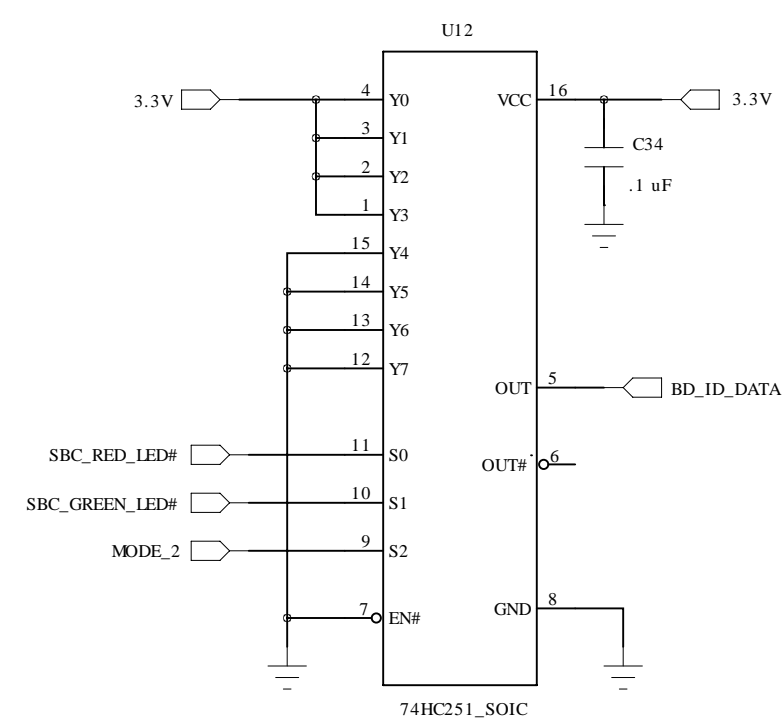 U12
3.3V 4 Y0 VCC 16 3.3V
3 Y1
C34
2 Y2
.1 uF
1 Y3
15 Y4
14 Y5
13 Y6
12 Y7
OUT 5 BD_ID_DATA
SBC_RED_LED# 11 S0 OUT# 6
SBC_GREEN_LED# 10 S1
MODE_2 9 S2
7 EN# GND 8
74HC251_SOIC